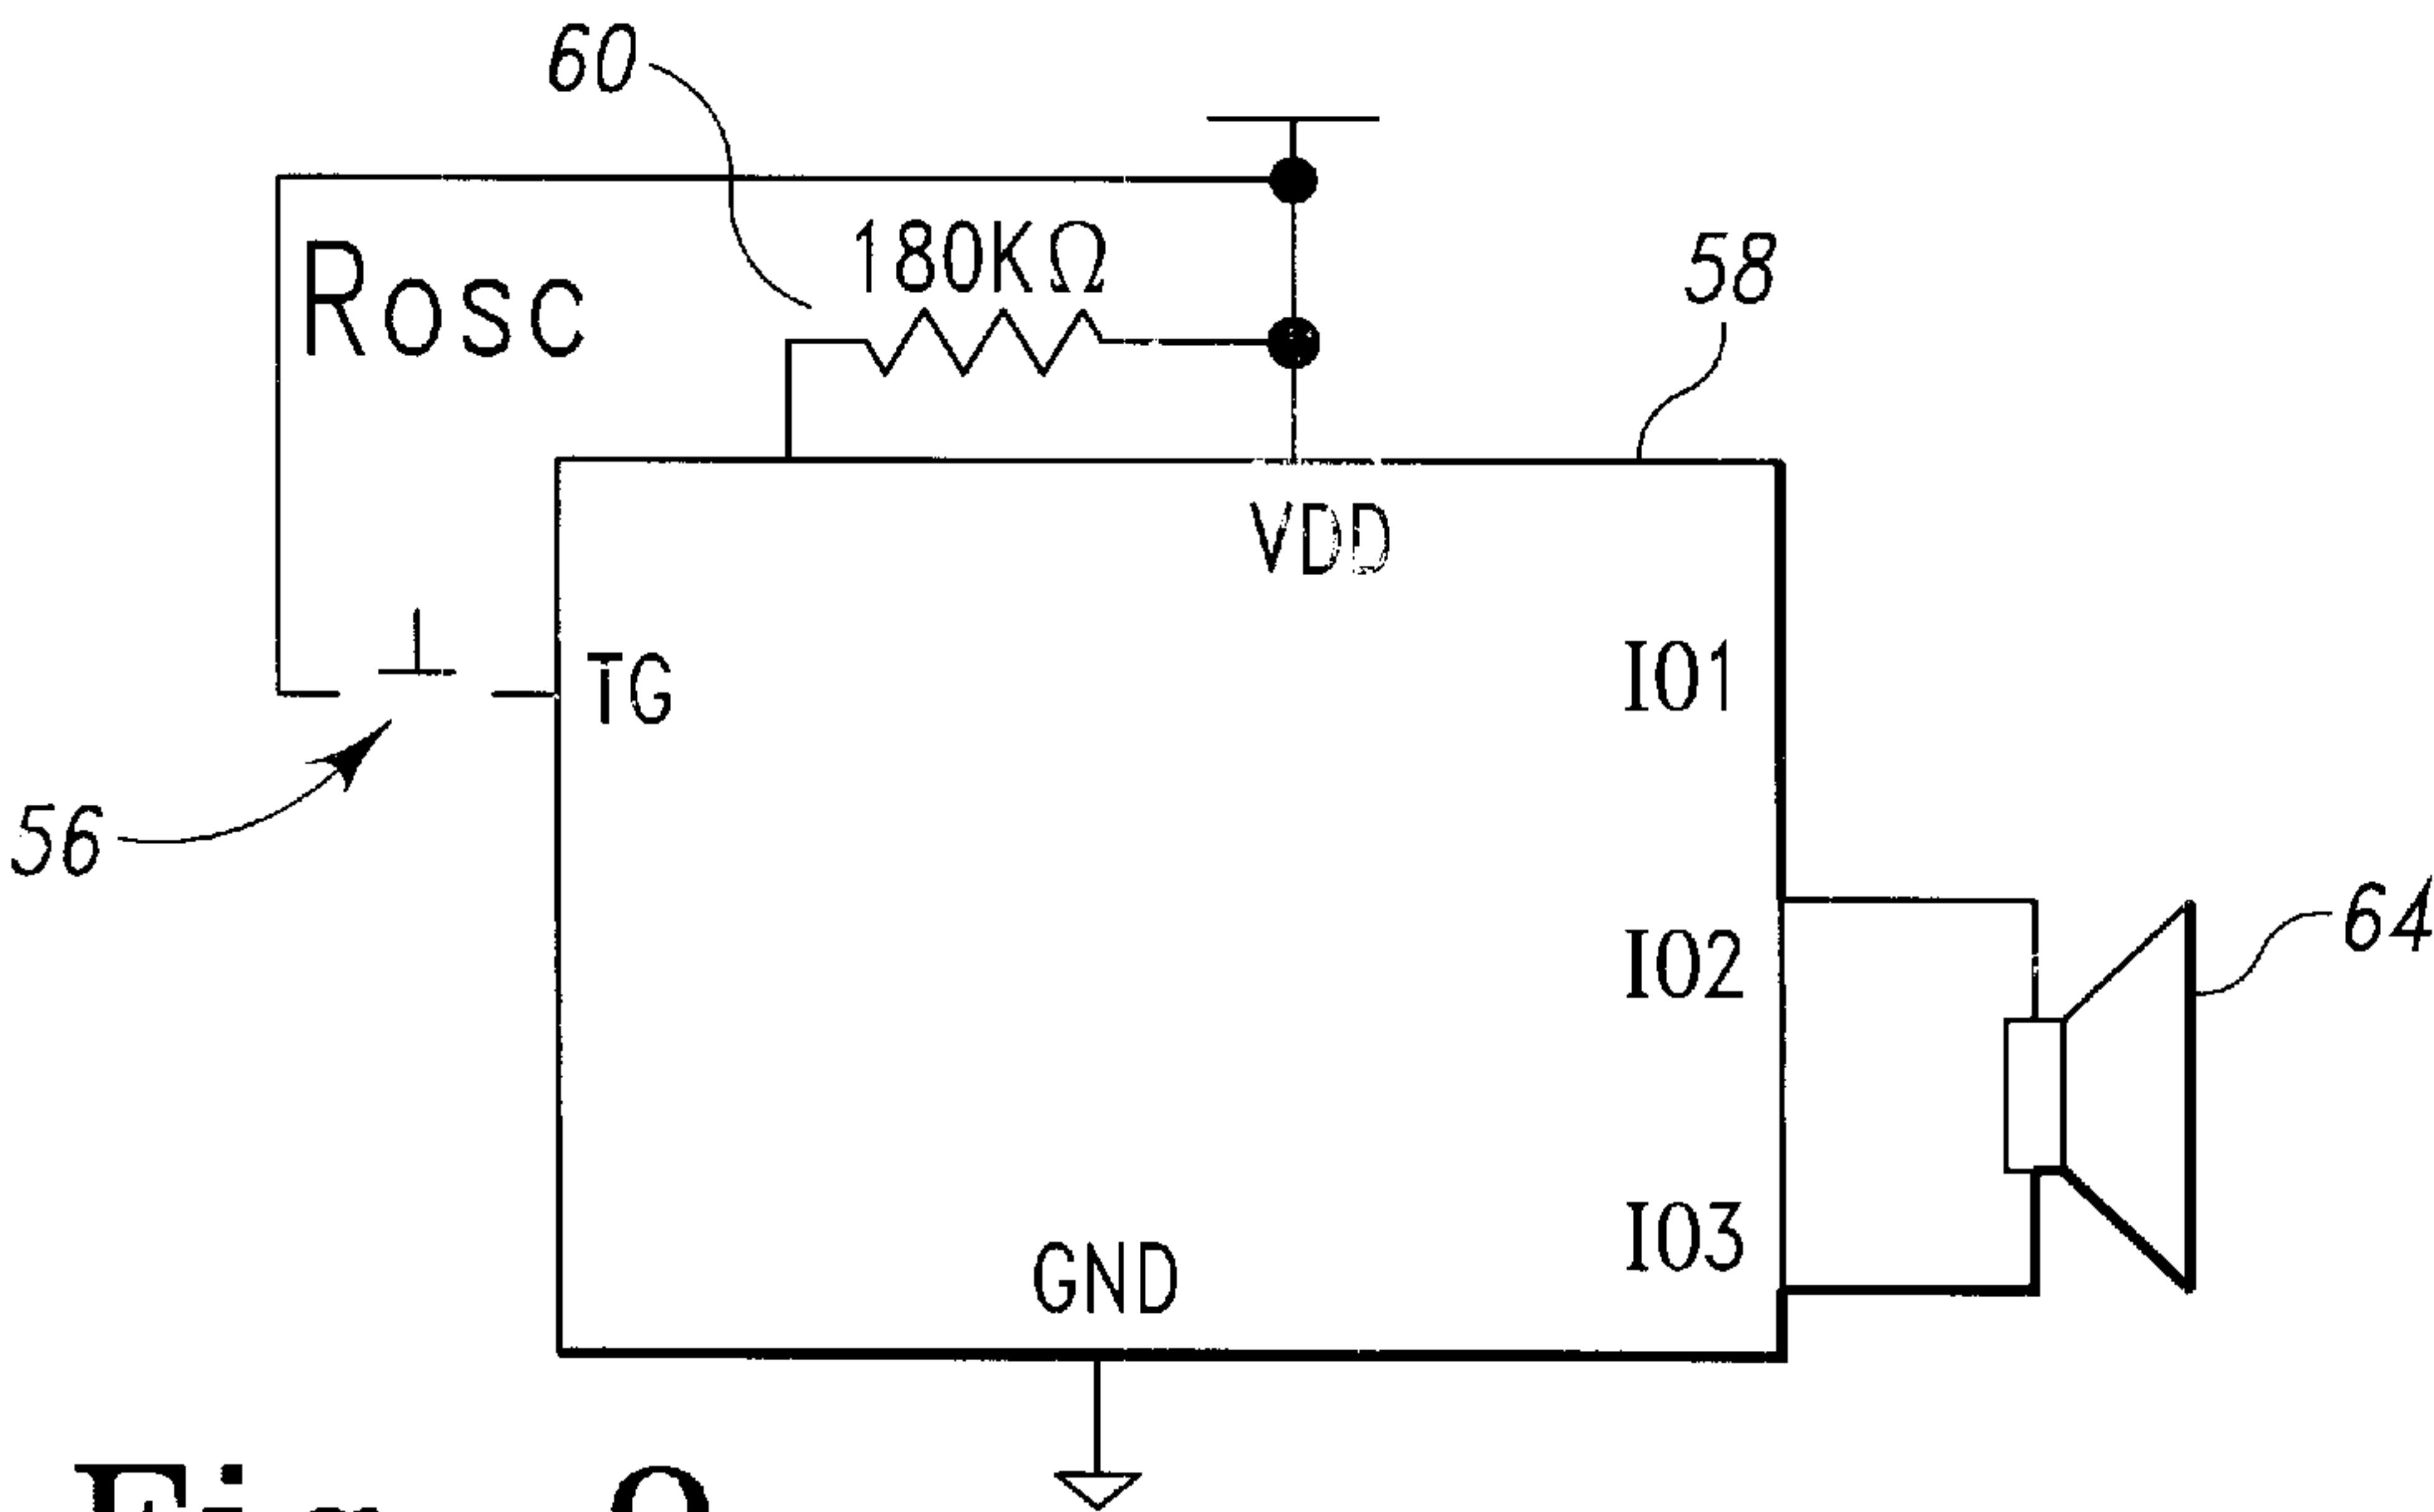 60
180KΩ
58
Rosc
VDD
TG
IO1
56
64
IO2
IO3
GND